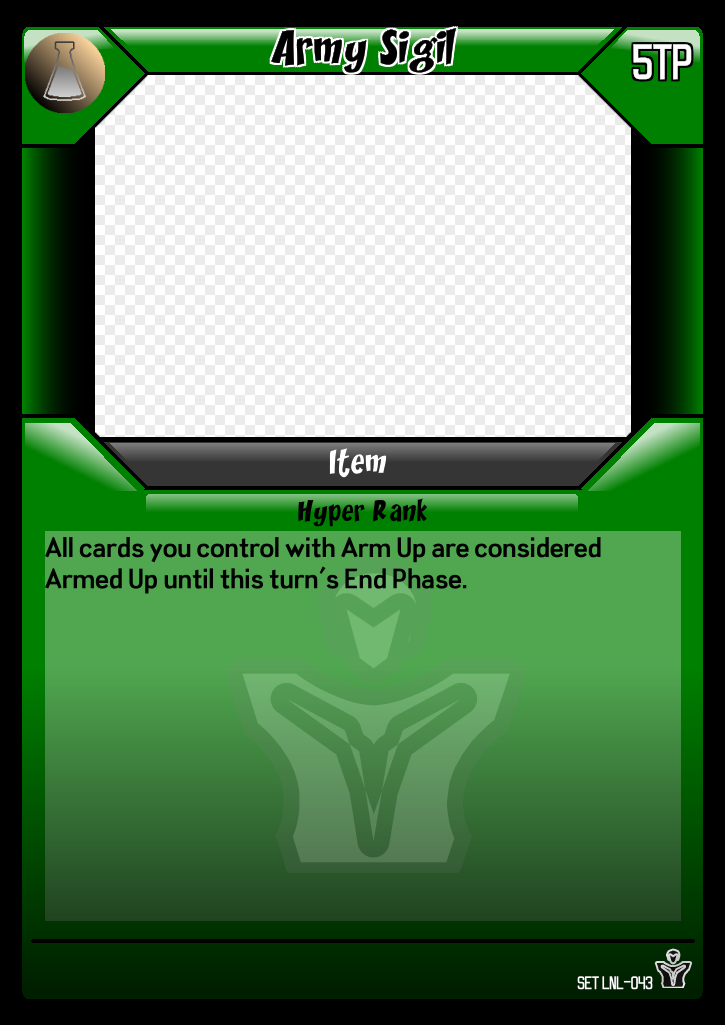 Army Sigil
5TP
Item
Hyper Rank
All cards you control with Arm Up are considered
Armed Up until this turn's End Phase.
SET LNL-043